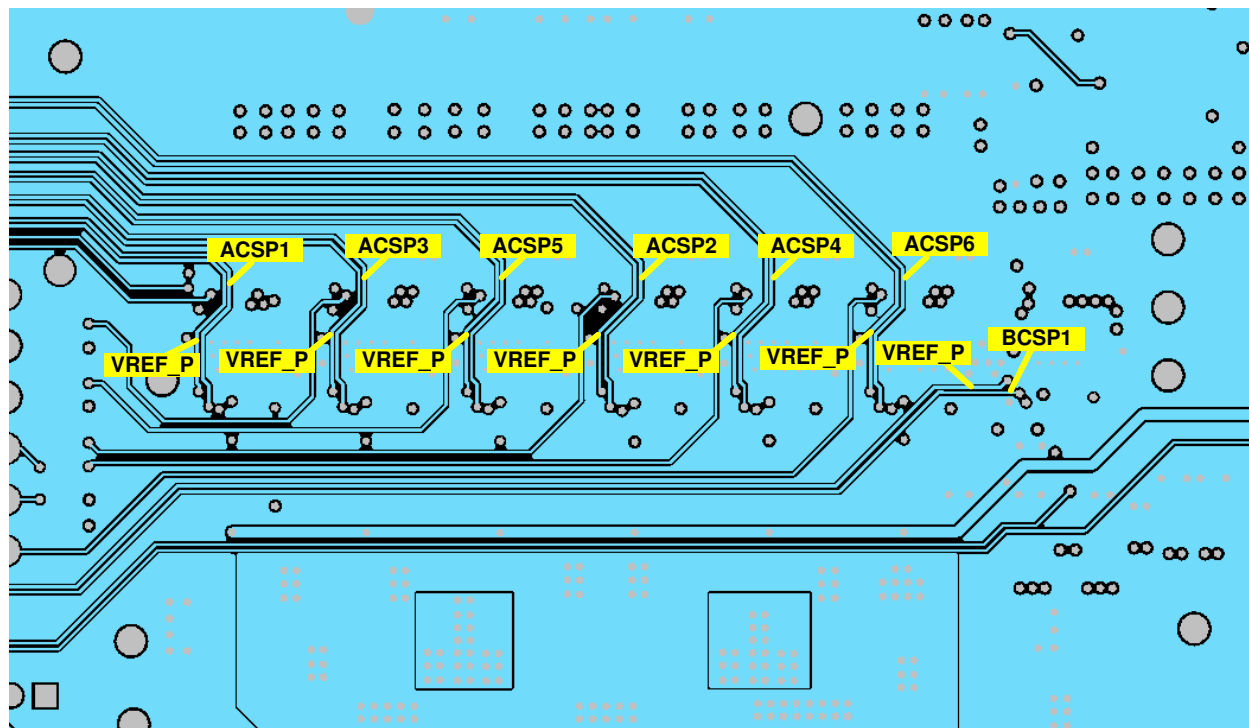 ACSP1
ACSP3
ACSP5
ACSP2
ACSP4
ACSP6
VREF_P
VREF_P
VREF_P
VREF_P
VREF_P
VREF_P
VREF_P
BCSP1